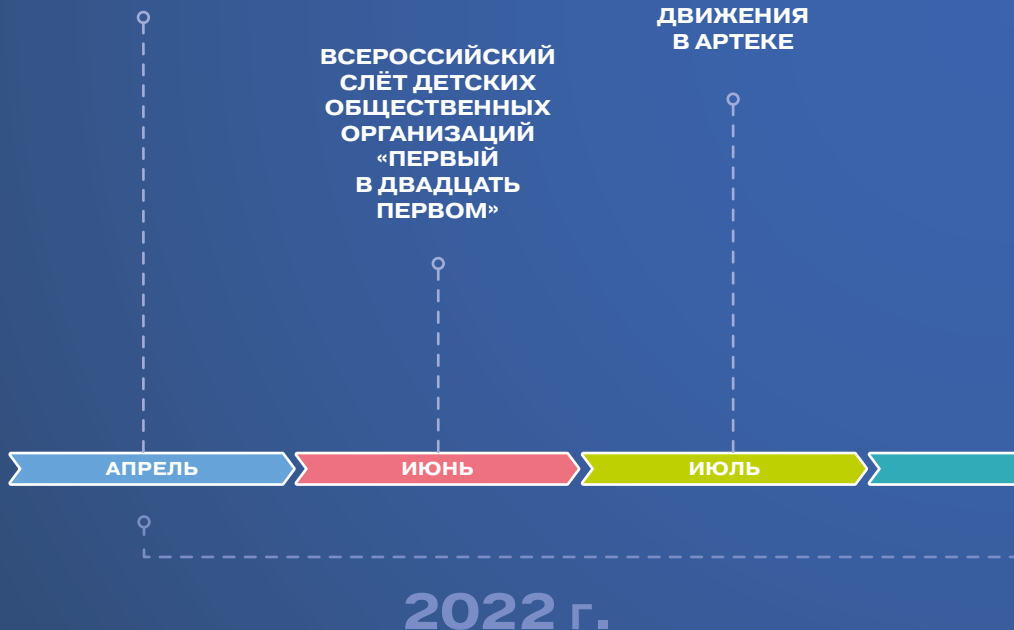 ДВИЖЕНИЯ
В АРТЕКЕ
ВСЕРОССИЙСКИЙ
СЛЁТ ДЕТСКИХ
ОБЩЕСТВЕННЫХ
ОРГАНИЗАЦИЙ
«ПЕРВЫЙ
В ДВАДЦАТЬ
ПЕРВОМ»
АПРЕЛЬ
ИЮНЬ
ИЮЛЬ
2022 г.